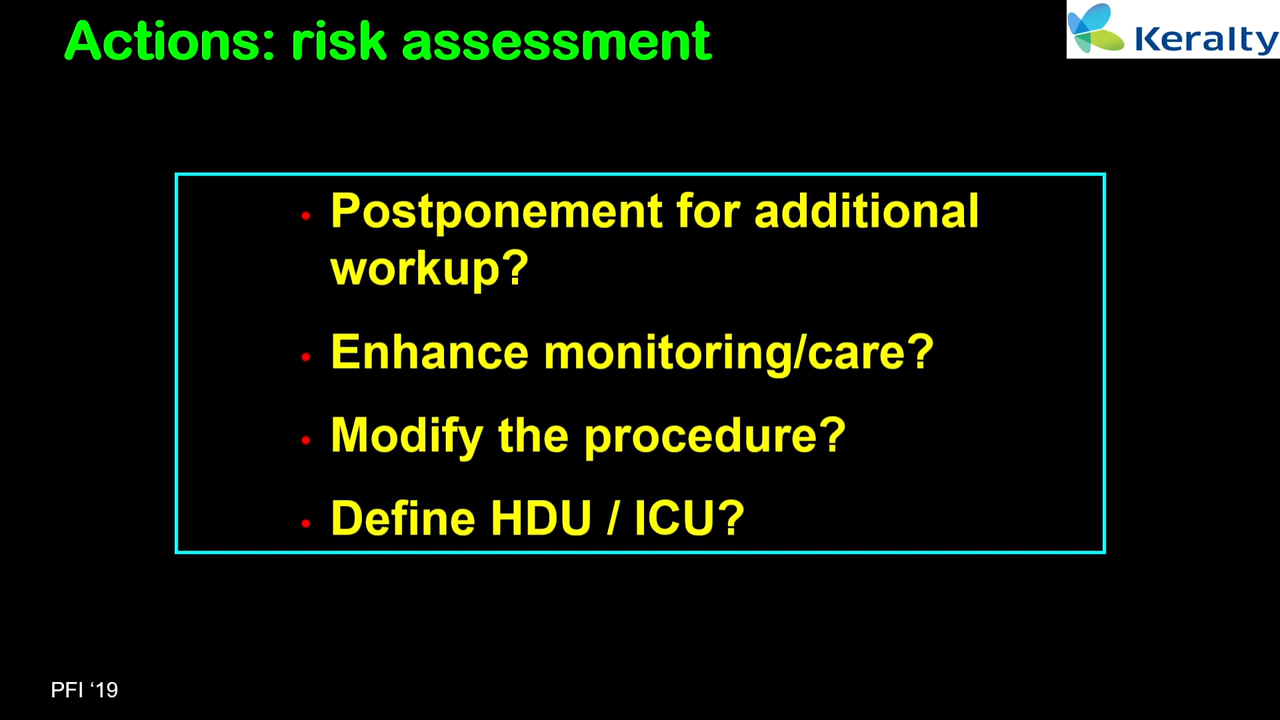 Actions: risk assessment
Keralty
• Postponement for additional
workup?
• Enhance monitoring/care?
• Modify the procedure?
• Define HDU / ICU?
PFI ‘19